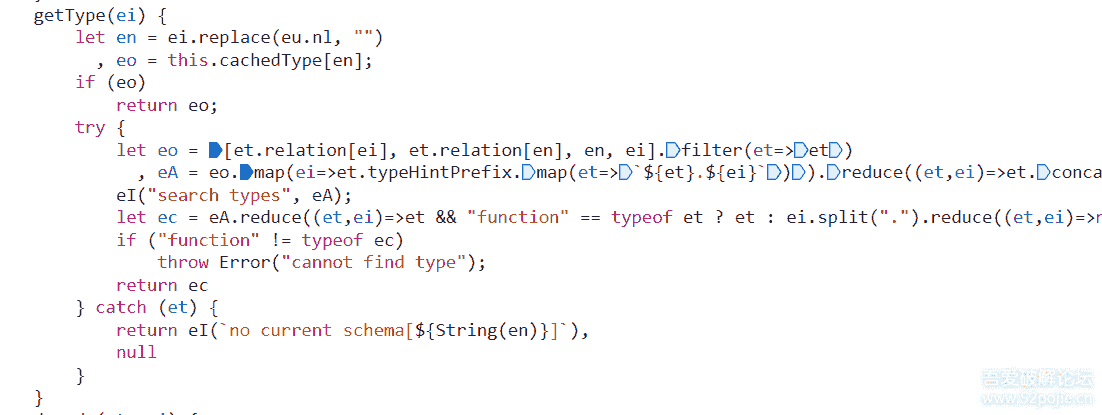 getType(ei) {
let en = ei.replace(eu.nl, "")
, eo = this.cachedType[en];
if (eo)
return eo;
try {
let eo = [et.relation[ei], et.relation[en], en, ei].filter(et=>et)
, eA = eo.map(ei=>et.typeHintPrefix.map(et=>`${et}.${ei}`)).reduce((et,ei)=>et.conca
eI("search types", eA);
let ec = eA.reduce((et,ei)=>et && "function" == typeof et ? et : ei.split(".").reduce((et,ei)=>
if ("function" != typeof ec)
throw Error("cannot find type");
return ec
} catch (et) {
return eI(`no current schema[${String(en)}]`),
null
}
}
吾爱破解论坛
www.52pojie.cn